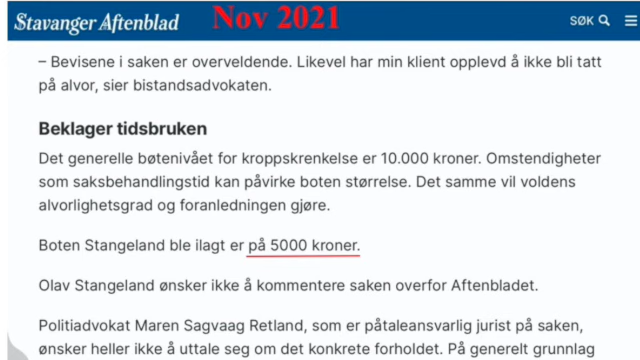 Stavanger Aftenblad
Nov 2021
SØK
– Bevisene i saken er overveldende. Likevel har min klient opplevd å ikke bli tatt
på alvor, sier bistandsadvokaten.
Beklager tidsbruken
Det generelle bøtenivået for kroppskrenkelse er 10.000 kroner. Omstendigheter
som saksbehandlingstid kan påvirke boten størrelse. Det samme vil voldens
alvorlighetsgrad og foranledningen gjøre.
Boten Stangeland ble ilagt er på 5000 kroner.
Olav Stangeland ønsker ikke å kommentere saken overfor Aftenbladet.
Politiadvokat Maren Sagvaag Retland, som er påtaleansvarlig jurist på saken,
ønsker heller ikke å uttale seg om det konkrete forholdet. På generelt grunnlag